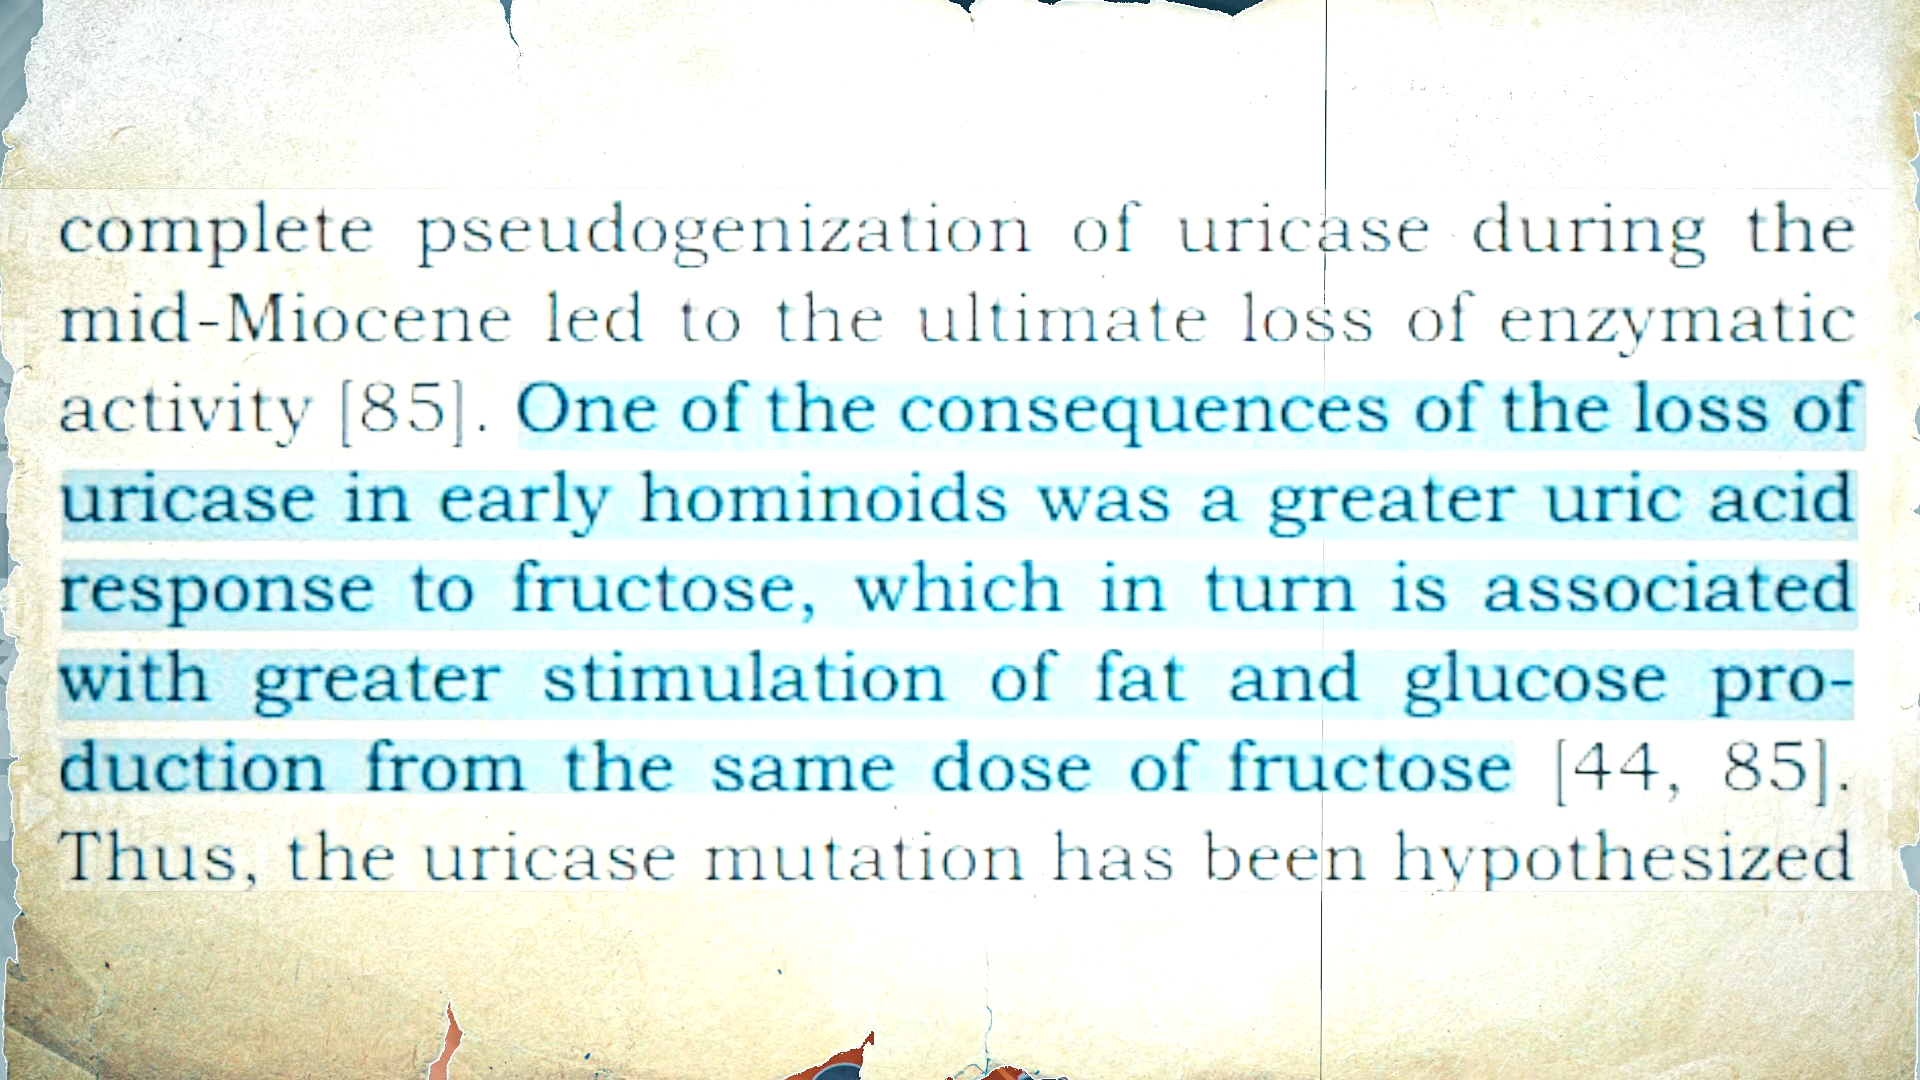 complete pseudogenization of uricase during the
mid-Miocene led to the ultimate loss of enzymatic
activity [85]. One of the consequences of the loss of
uricase in early hominoids was a greater uric acid
response to fructose, which in turn is associated
with greater stimulation of fat and glucose pro-
duction from the same dose of fructose [44, 85].
Thus, the uricase mutation has been hypothesized